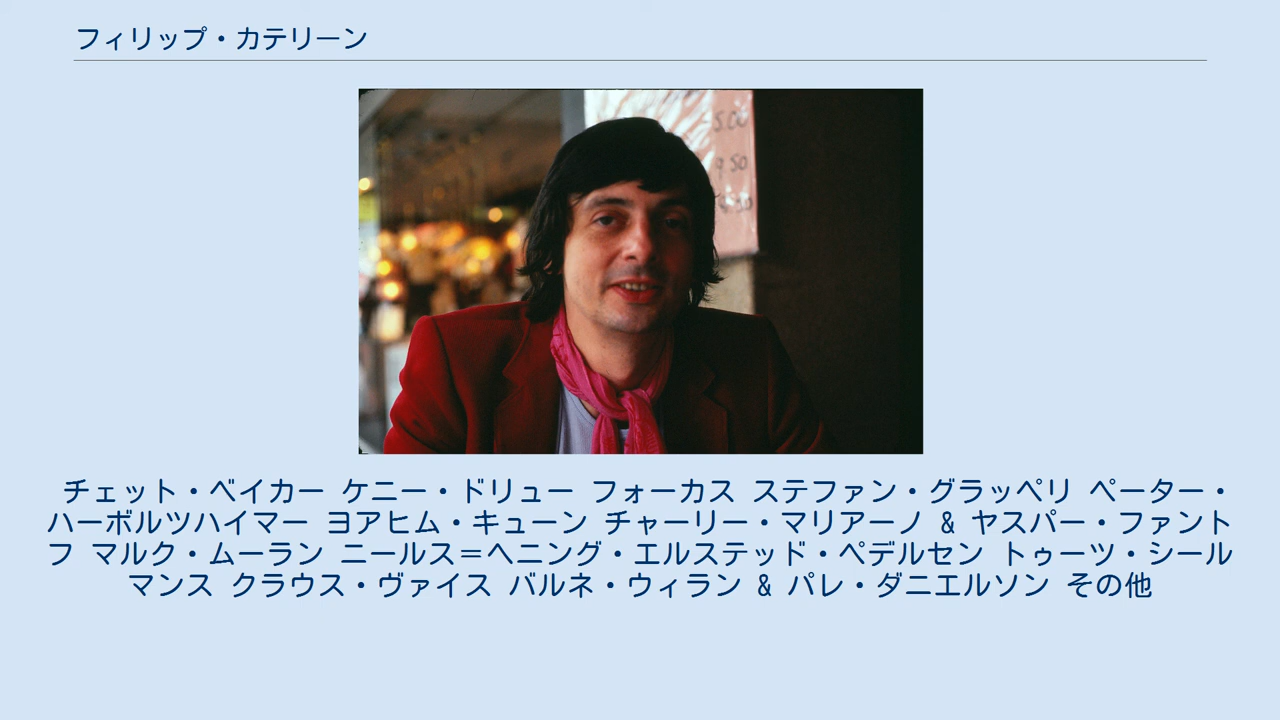 フィリップ・カテリーン
5.00
9 50
チェット・ベイカー ケニー・ドリュー フォーカス ステファン・グラッペリ ペーター・
ハーボルツハイマー ヨアヒム・キューン チャーリー・マリアーノ & ヤスパー・ファント
フ マルク・ムーラン ニールス＝ヘニング・エルステッド・ペデルセン トゥーツ・シール
マンス クラウス・ヴァイス バルネ・ウィラン & パレ・ダニエルソン その他